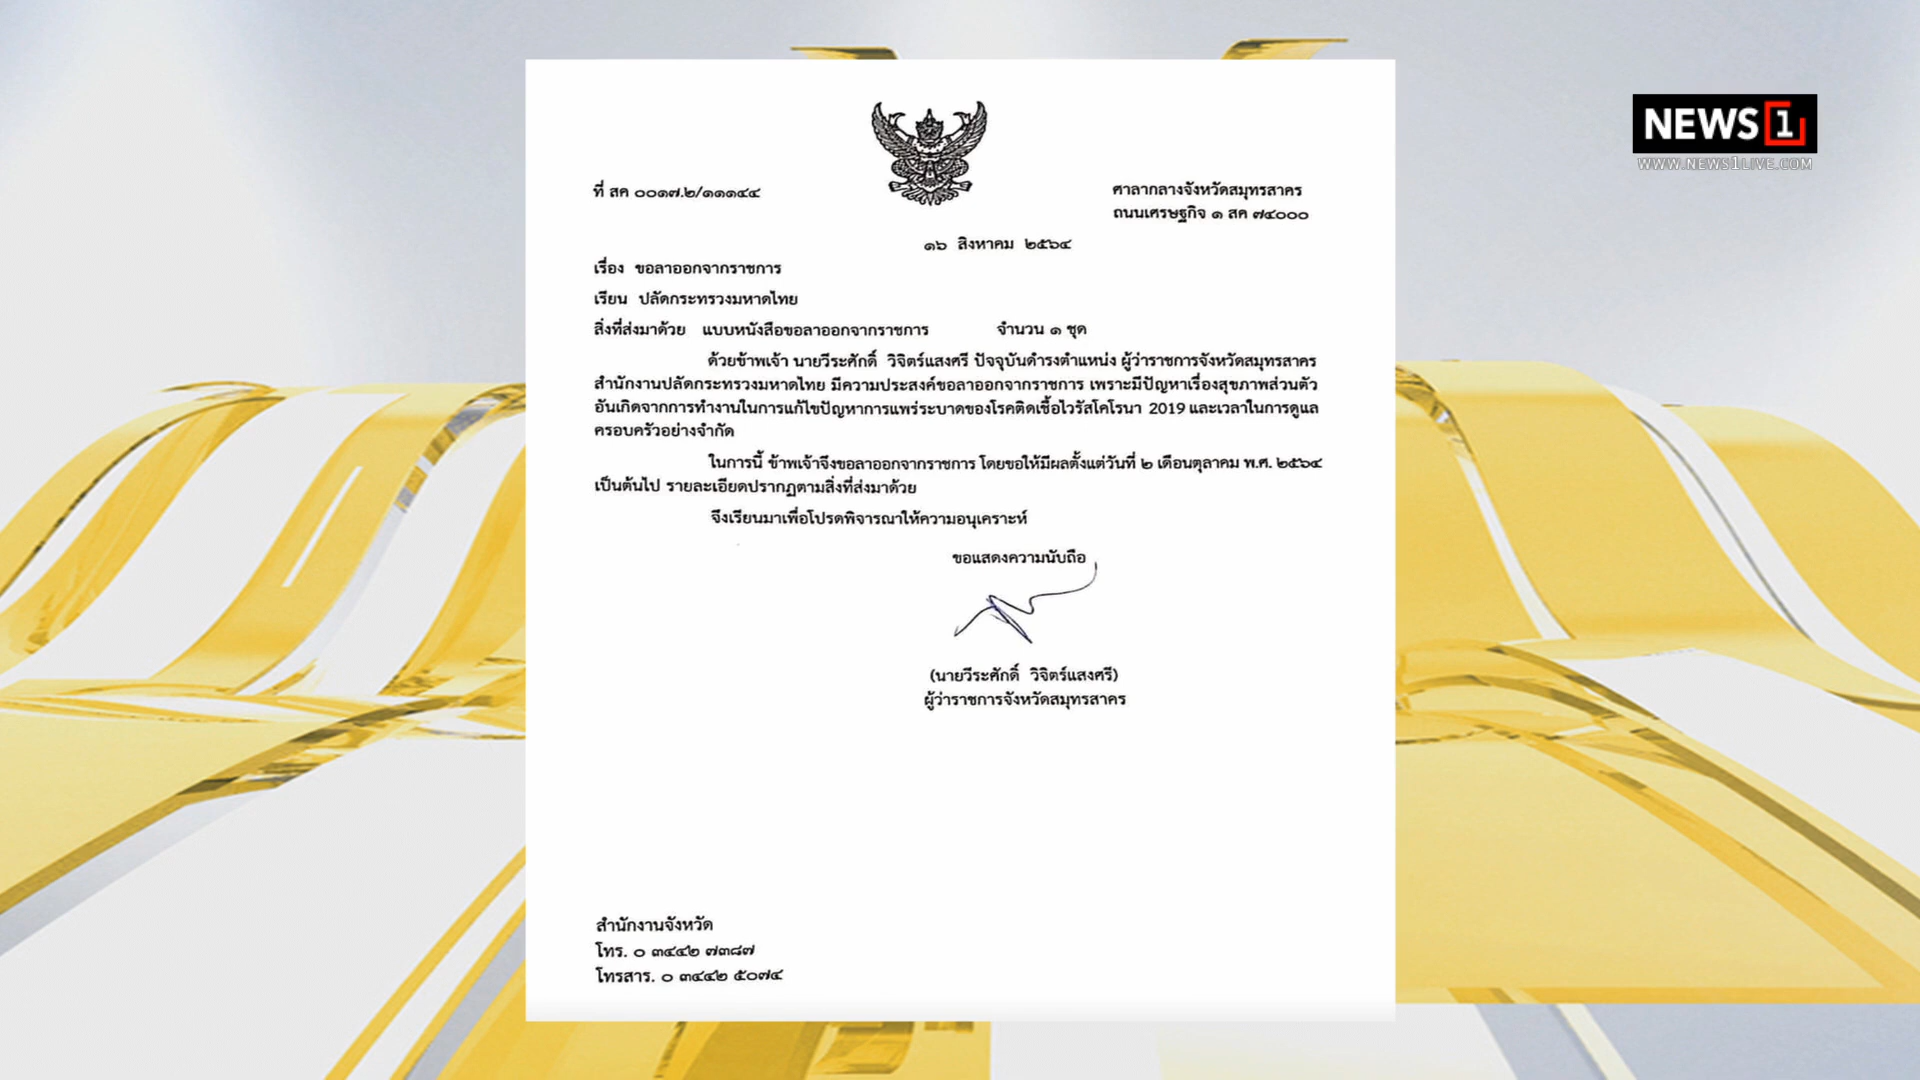 NEWS 1
WWW.NEWS1LIVE.COM
ที่ สค ๐๐๑๗.๒/๑๑๑๔๔
ศาลากลางจังหวัดสมุทรสาคร
ถนนเศรษฐกิจ ๑ สค ๗๔๐๐๐
๑๖ สิงหาคม ๒๕๖๔
เรื่อง ขอลาออกจากราชการ
เรียน ปลัดกระทรวงมหาดไทย
สิ่งที่ส่งมาด้วย แบบหนังสือขอลาออกจากราชการ จำนวน ๑ ชุด
ด้วยข้าพเจ้า นายวีระศักดิ์ วิจิตร์แสงศรี ปัจจุบันดำรงตำแหน่ง ผู้ว่าราชการจังหวัดสมุทรสาคร
สำนักงานปลัดกระทรวงมหาดไทย มีความประสงค์ขอลาออกจากราชการ เพราะมีปัญหาเรื่องสุขภาพส่วนตัว
อันเกิดจากการทำงานในการแก้ไขปัญหาการแพร่ระบาดของโรคติดเชื้อไวรัสโคโรนา 2019 และเวลาในการดูแล
ครอบครัวอย่างจำกัด
ในการนี้ ข้าพเจ้าจึงขอลาออกจากราชการ โดยขอให้มีผลตั้งแต่วันที่ ๒ เดือนตุลาคม พ.ศ. ๒๕๖๔
เป็นต้นไป รายละเอียดปรากฏตามสิ่งที่ส่งมาด้วย
จึงเรียนมาเพื่อโปรดพิจารณาให้ความอนุเคราะห์
ขอแสดงความนับถือ
(นายวีระศักดิ์ วิจิตร์แสงศรี)
ผู้ว่าราชการจังหวัดสมุทรสาคร
สำนักงานจังหวัด
โทร. ๐ ๓๔๔๒ ๗๓๘๗
โทรสาร. ๐ ๓๔๔๒ ๕๐๗๔